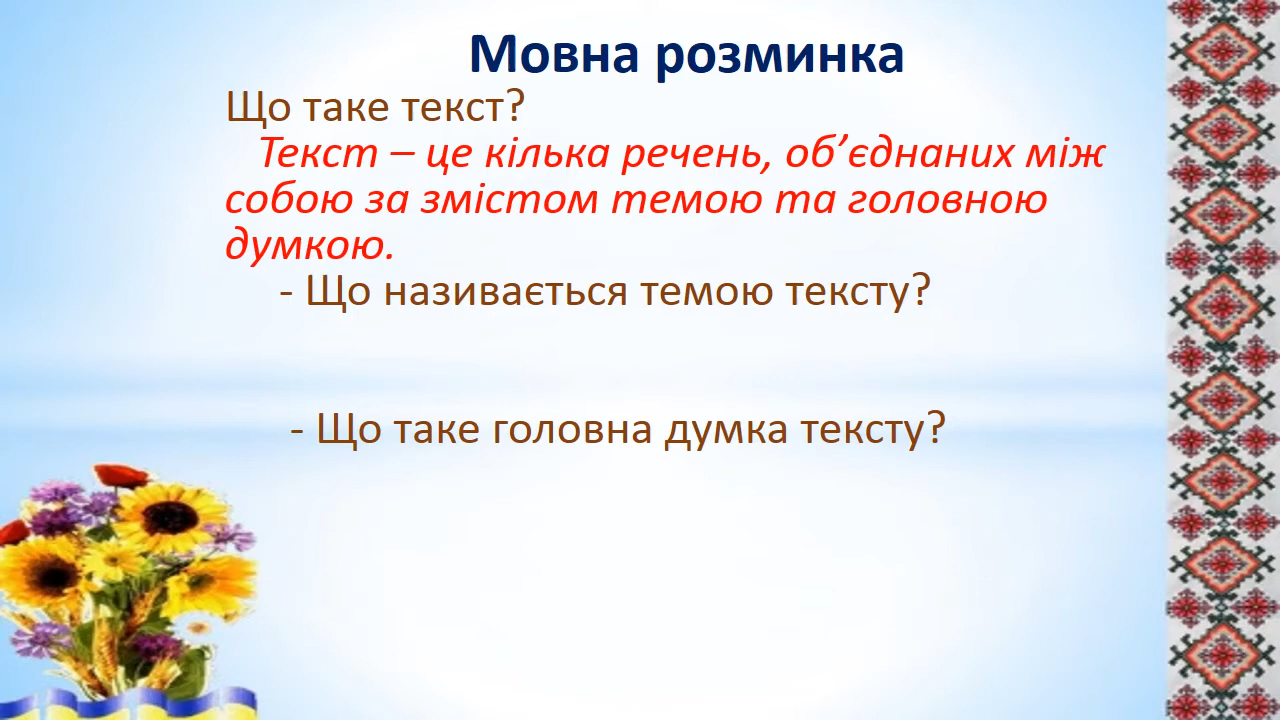 Мовна розминка
Що таке текст?
Текст – це кілька речень, об’єднаних між
собою за змістом темою та головною
думкою.
- Що називається темою тексту?
- Що таке головна думка тексту?